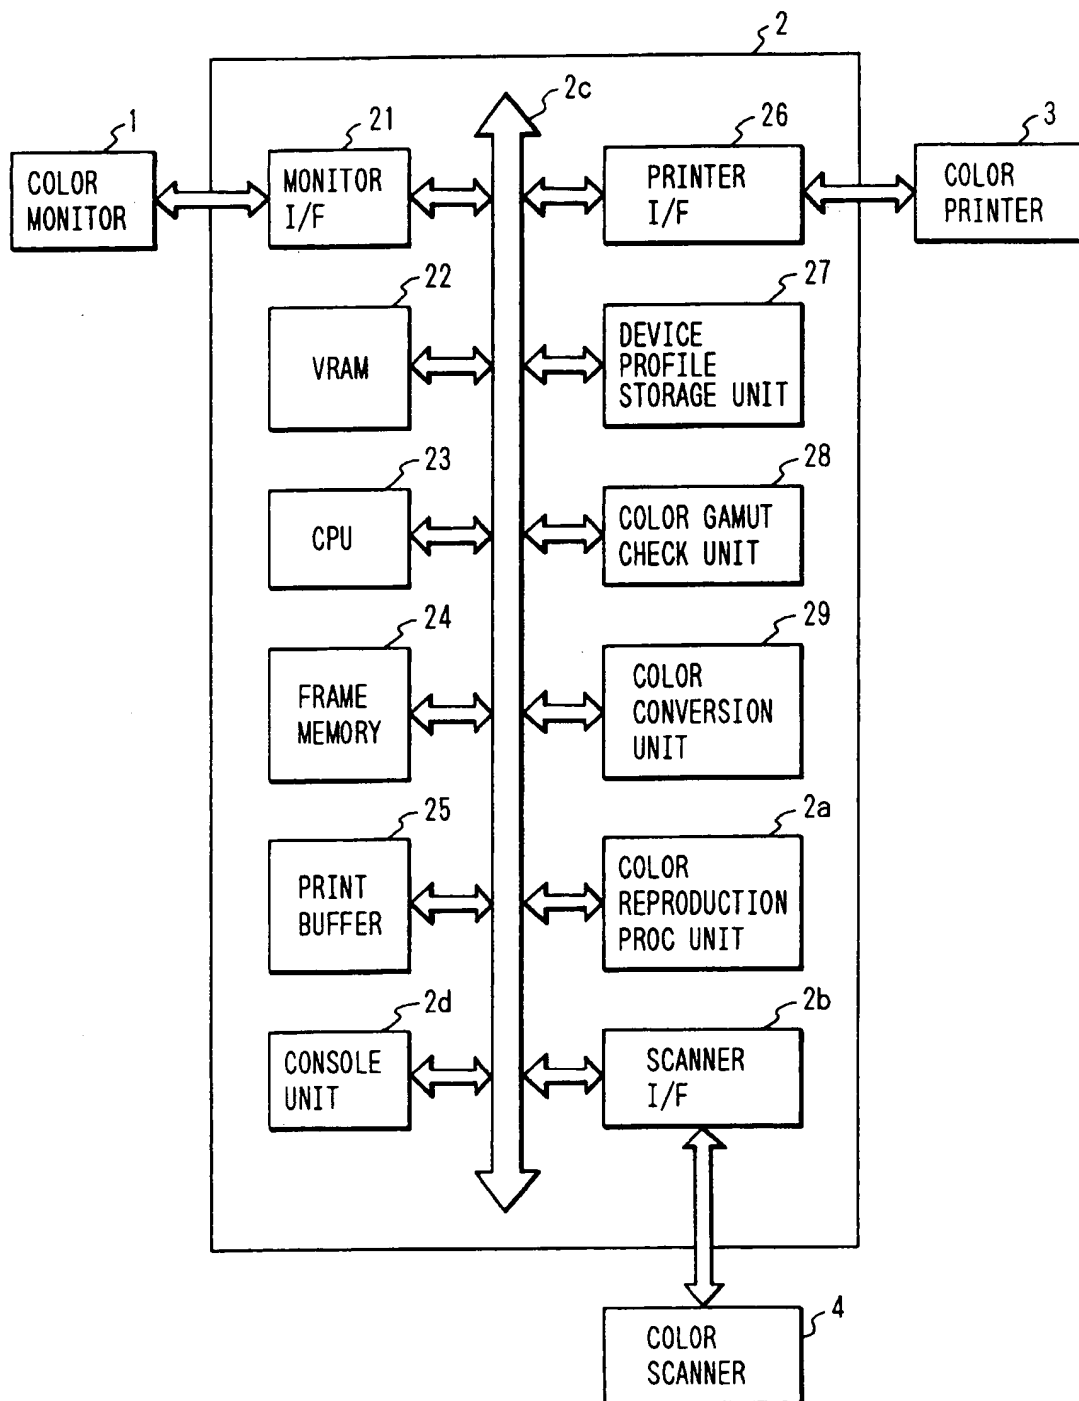 2
2c
1
21
26
3
COLOR
MONITOR
MONITOR
I/F
PRINTER
I/F
COLOR
PRINTER
22
27
VRAM
DEVICE
PROFILE
STORAGE UNIT
23
28
CPU
COLOR GAMUT
CHECK UNIT
24
29
FRAME
MEMORY
COLOR
CONVERSION
UNIT
25
2a
PRINT
BUFFER
COLOR
REPRODUCTION
PROC UNIT
2d
2b
CONSOLE
UNIT
SCANNER
I/F
4
COLOR
SCANNER